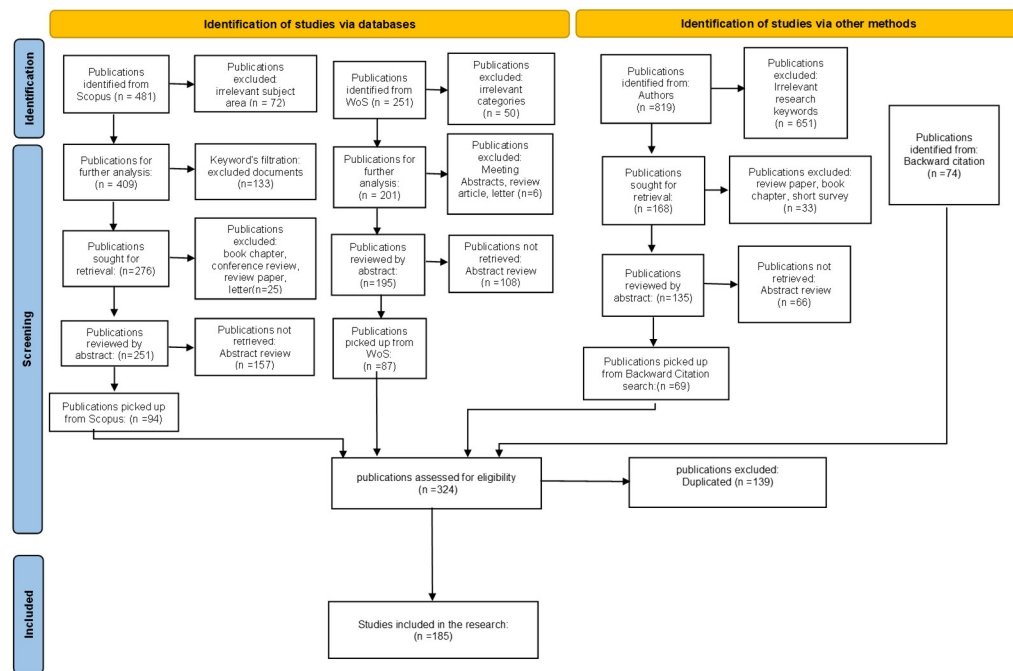 Identification of studies via databases
Identification of studies via other methods
Identification
Publications
identified from
Scopus (n = 481)
Publications
excluded:
irrelevant subject
area (n = 72)
Publications
identified from
WoS (n = 251)
Publications
excluded:
irrelevant
categories
(n = 50)
Publications
identified from:
Authors
(n =819)
Publications
excluded:
Irrelevant
research
keywords
(n = 651)
Publications
identified from:
Backward citation
(n =74)
Screening
Publications for
further analysis:
(n = 409)
Keyword's filtration:
excluded documents
(n=133)
Publications for
further
analysis:
(n = 201)
Publications
excluded:
Meeting
Abstracts, review
article, letter (n=6)
Publications
sought for
retrieval:
(n =168)
Publications excluded:
review paper, book
chapter, short survey
(n =33)
Publications
sought for
retrieval: (n=276)
Publications
excluded:
book chapter,
conference review,
review paper,
letter(n=25)
Publications
reviewed by
abstract:
(n=195)
Publications not
retrieved:
Abstract review
(n =108)
Publications
reviewed by
abstract: (n=135)
Publications not
retrieved:
Abstract review
(n =66)
Publications
reviewed by
abstract:(n=251)
Publications not
retrieved:
Abstract review
(n =157)
Publications
picked up from
WoS:
(n =87)
Publications picked up
from Backward Citation
search:(n =69)
Publications picked up
from Scopus: (n =94)
publications assessed for eligibility
(n =324)
publications excluded:
Duplicated (n =139)
Included
Studies included in the research:
(n =185)